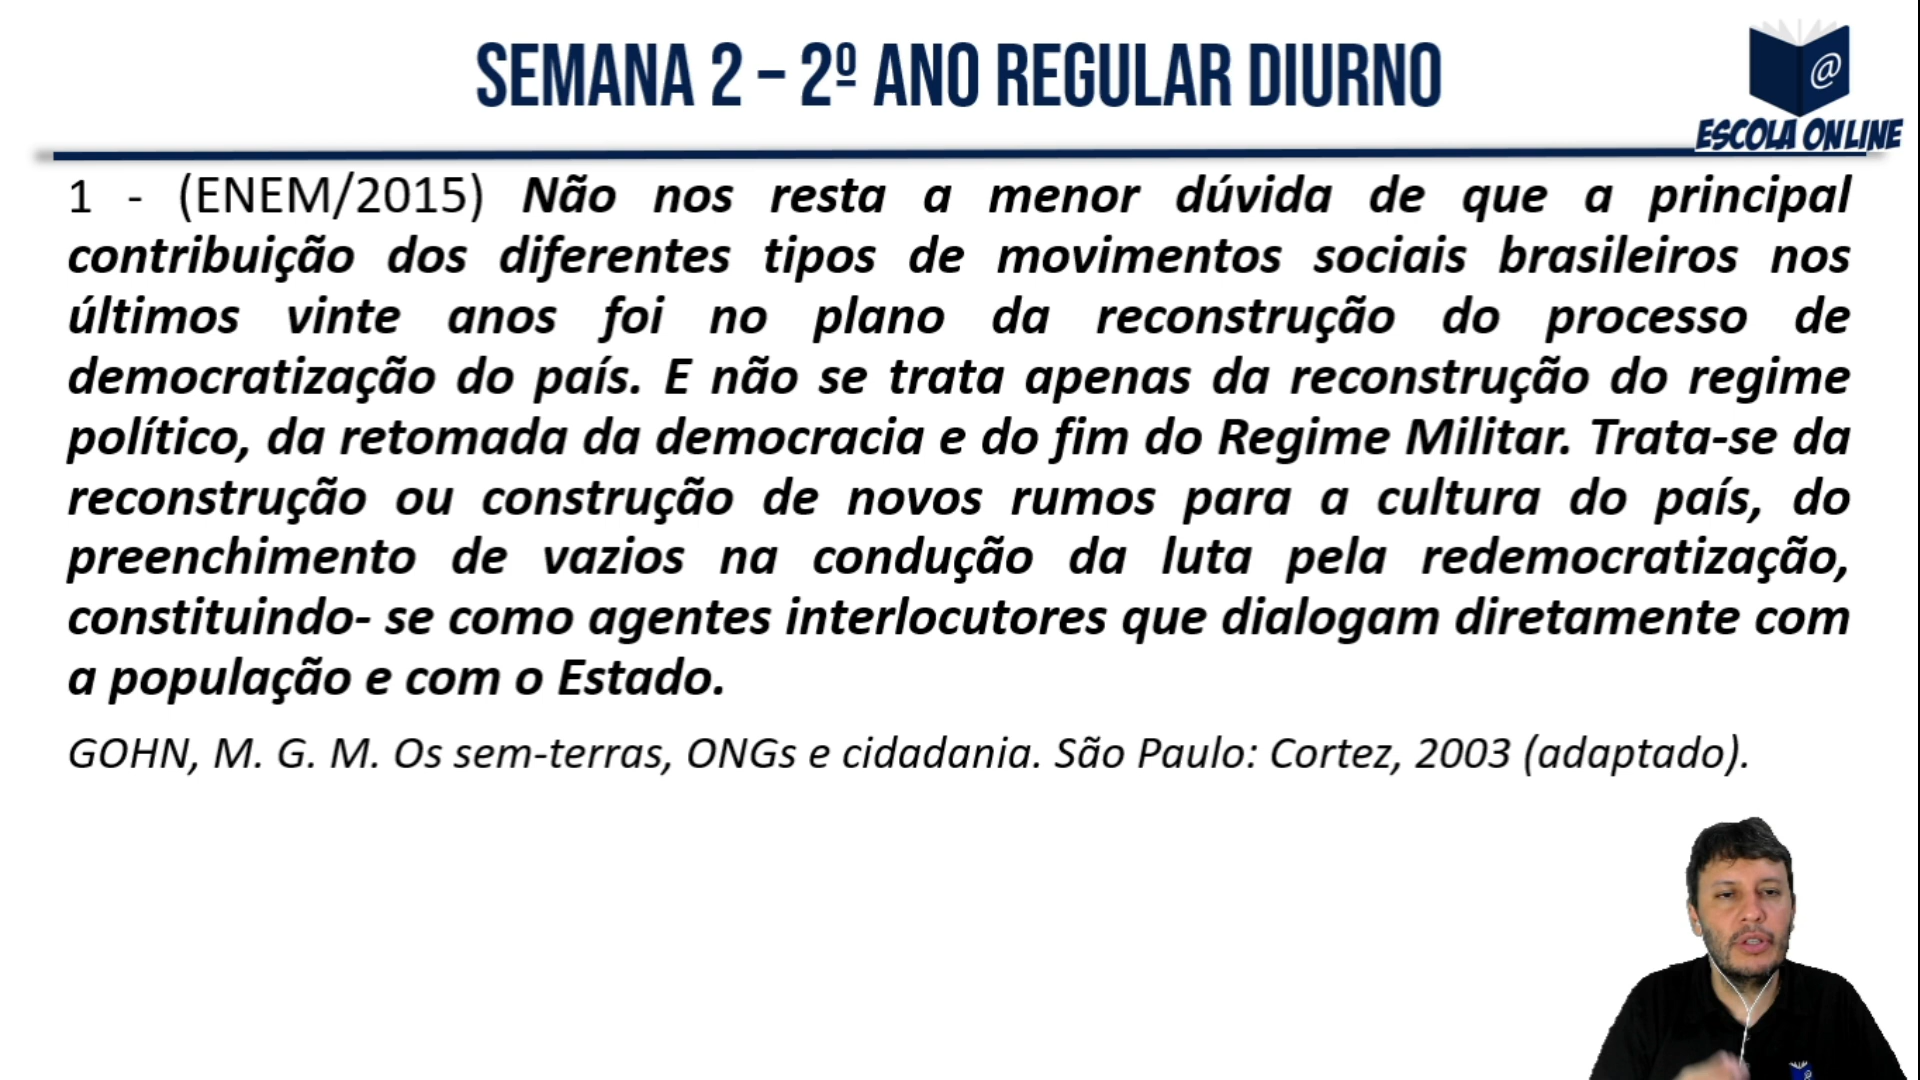 SEMANA 2 – 2º ANO REGULAR DIURNO
@
ESCOLA ONLINE
1 - (ENEM/2015) Não nos resta a menor dúvida de que a principal
contribuição dos diferentes tipos de movimentos sociais brasileiros nos
últimos vinte anos foi no plano da reconstrução do processo de
democratização do país. E não se trata apenas da reconstrução do regime
político, da retomada da democracia e do fim do Regime Militar. Trata-se da
reconstrução ou construção de novos rumos para a cultura do país, do
preenchimento de vazios na condução da luta pela redemocratização,
constituindo- se como agentes interlocutores que dialogam diretamente com
a população e com o Estado.
GOHN, M. G. M. Os sem-terras, ONGs e cidadania. São Paulo: Cortez, 2003 (adaptado).